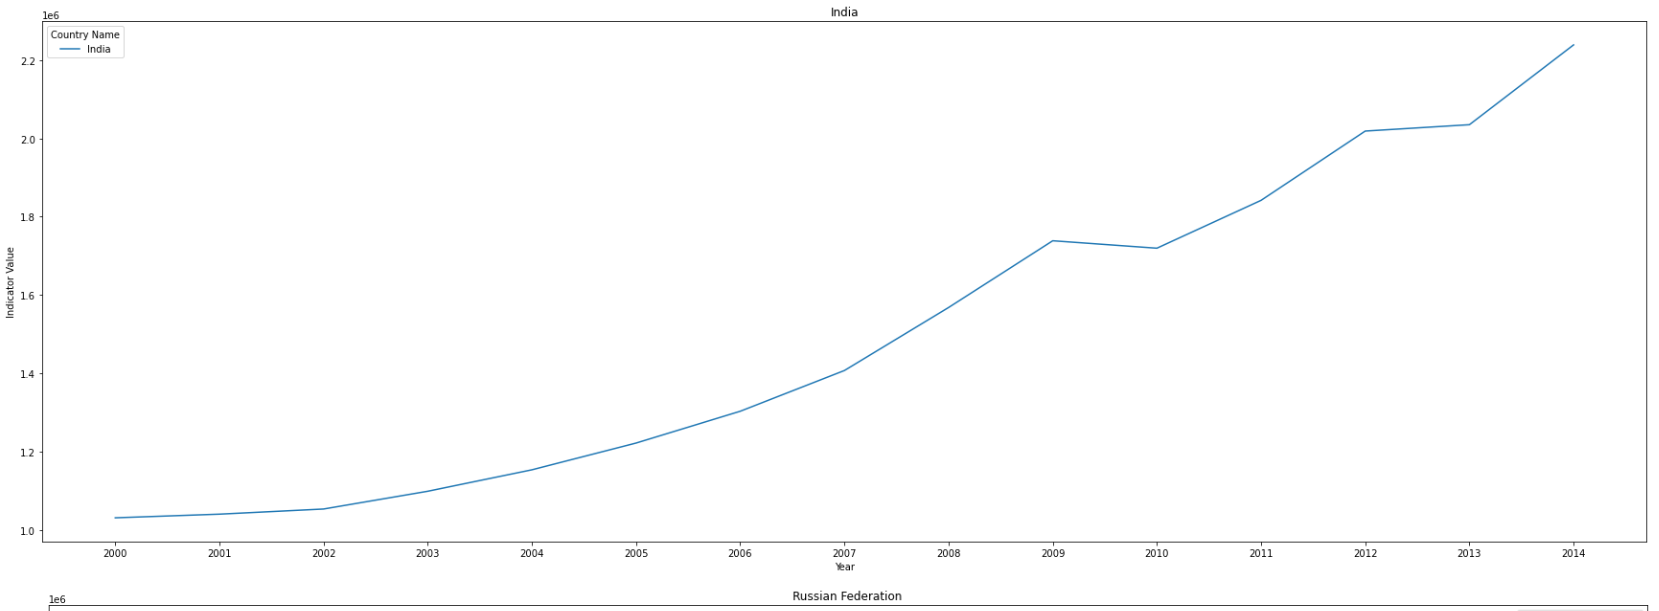 1e6
India
Country Name
India
2.2
2.0
1.8
1.6
1.4
1.2
1.0
Indicator Value
2000 2001 2002 2003 2004 2005 2006 2007 2008 2009 2010 2011 2012 2013 2014
Year
1e6
Russian Federation